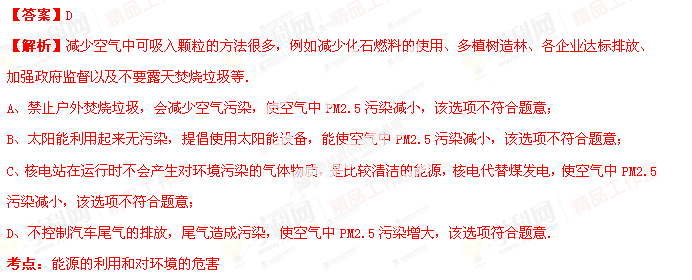 【答案】D
【解析】减少空气中可吸入颗粒的方法很多，例如减少化石燃料的使用、多植树造林、各企业达标排放、
加强政府监督以及不要露天焚烧垃圾等．
A、禁止户外焚烧垃圾，会减少空气污染，使空气中 PM2.5 污染减小，该选项不符合题意；
B、太阳能利用起来无污染，提倡使用太阳能设备，能使空气中 PM2.5 污染减小，该选项不符合题意；
C、核电站在运行时不会产生对环境污染的气体物质，是比较清洁的能源，核电代替煤发电，使空气中 PM2.5
污染减小，该选项不符合题意；
D、不控制汽车尾气的排放，尾气造成污染，使空气中 PM2.5 污染增大，该选项符合题意．
考点：能源的利用和对环境的危害